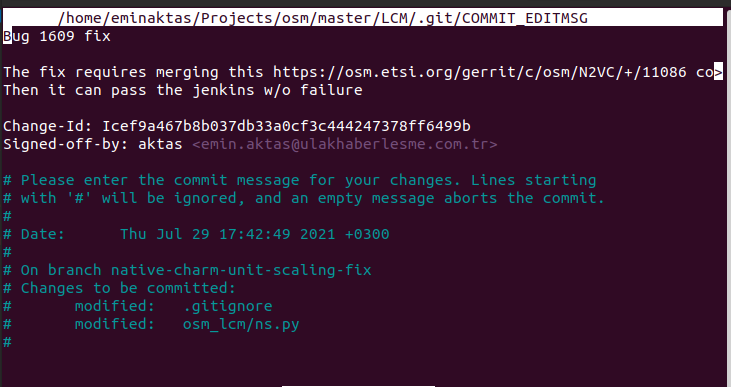 /home/eminaktas/Projects/osm/master/LCM/.git/COMMIT_EDITMSG
Bug 1609 fix
The fix requires merging this https://osm.etsi.org/gerrit/c/osm/N2VC/+/11086 co>
Then it can pass the jenkins w/o failure
Change-Id: Icef9a467b8b037db33a0cf3c444247378ff6499b
Signed-off-by: aktas <emin.aktas@ulakhaberlesme.com.tr>
# Please enter the commit message for your changes. Lines starting
# with '#' will be ignored, and an empty message aborts the commit.
#
# Date:      Thu Jul 29 17:42:49 2021 +0300
#
# On branch native-charm-unit-scaling-fix
# Changes to be committed:
#       modified:   .gitignore
#       modified:   osm_lcm/ns.py
#